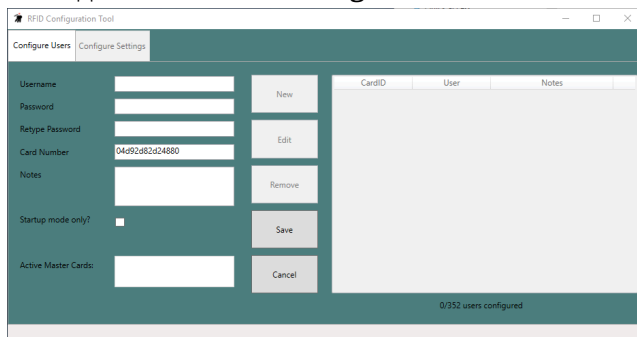 RFID Configuration Tool
Configure Users Configure Settings
Username
Password
Retype Password
Card Number 04d92d82d24880
Notes
Startup mode only?
Active Master Cards:
New
Edit
Remove
Save
Cancel
CardID User Notes
0/352 users configured